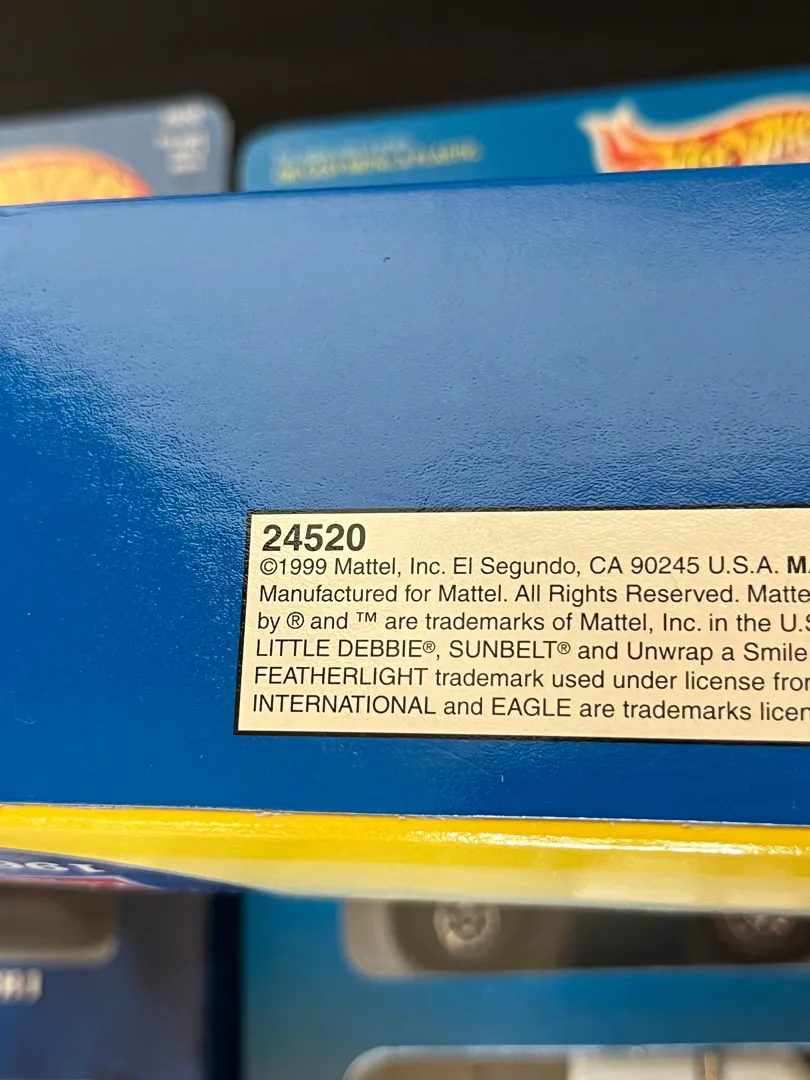 24520
©1999 Mattel, Inc. El Segundo, CA 90245 U.S.A.
Manufactured for Mattel. All Rights Reserved.
by ® and ™ are trademarks of Mattel, Inc. in the
LITTLE DEBBIE®, SUNBELT® and Unwrap a Smile
FEATHERLIGHT trademark used under license
INTERNATIONAL and EAGLE are trademarks